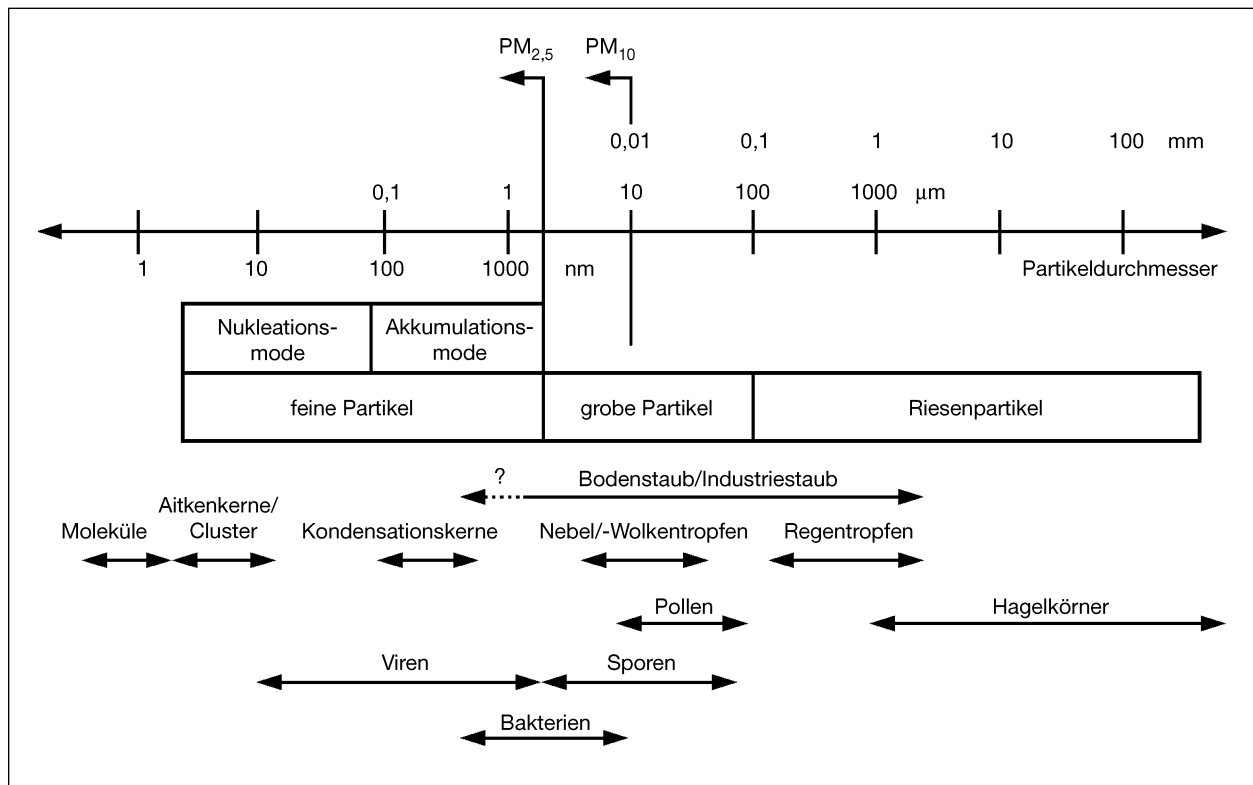 PM2,5 PM10
0,01 0,1 1 10 100 mm
0,1 1 10 100 1000 µm
1 10 100 1000 nm Partikeldurchmesser
Nukleations-
mode
Akkumulations-
mode
feine Partikel grobe Partikel Riesenpartikel
? Bodenstaub/Industriestaub
Moleküle
Aitkenkerne/
Cluster
Kondensationskerne Nebel/-Wolkentropfen Regentropfen
Pollen Hagelkörner
Viren Sporen
Bakterien